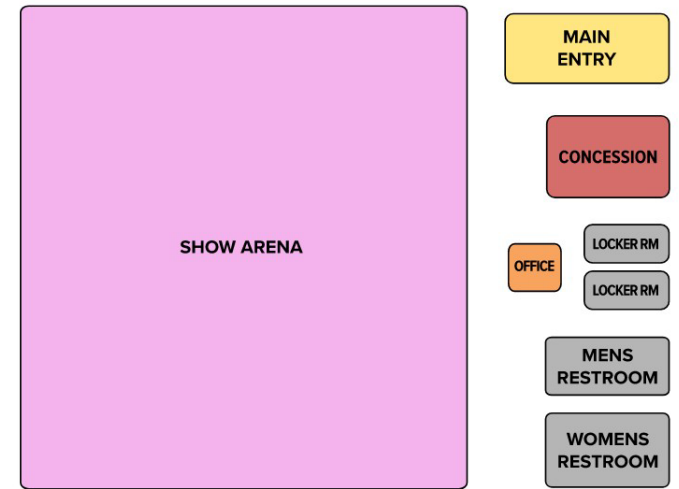 MAIN
ENTRY
CONCESSION
SHOW ARENA
LOCKER RM
OFFICE
LOCKER RM
MENS
RESTROOM
WOMENS
RESTROOM